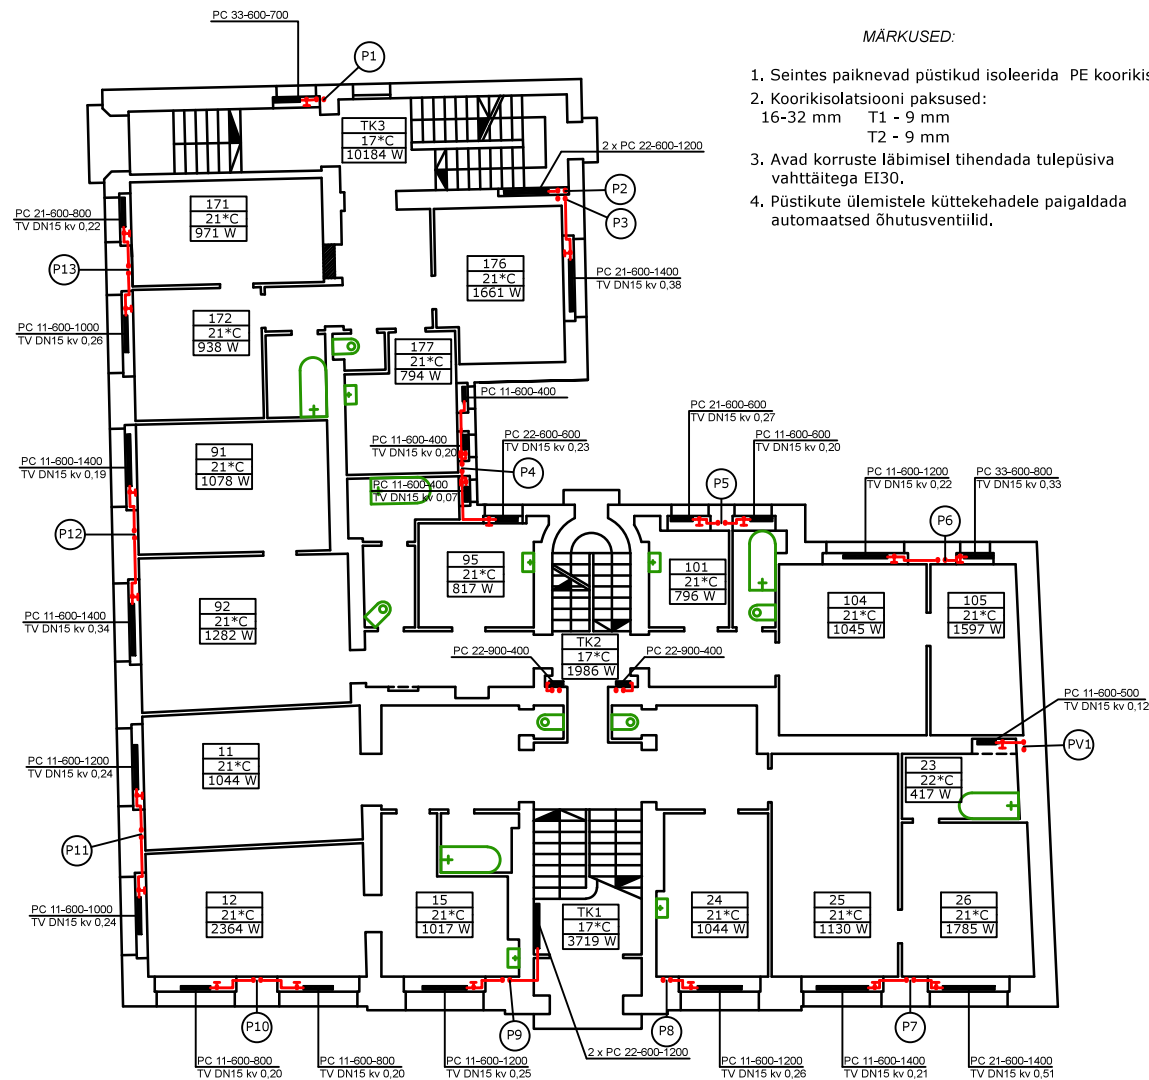 PC 33-600-700
P1
MÄRKUSED:
1. Seintes paiknevad püstikud isoleerida PE koorikis
2. Koorikisolatsiooni paksused:
16-32 mm T1 - 9 mm
T2 - 9 mm
3. Avad korruste läbimisel tihendada tulepüsiva
vahttäitega EI30.
4. Püstikute ülemistele küttekehadele paigaldada
automaatsed õhutusventiilid.
TK3
17*C
10184 W
2 x PC 22-600-1200
P2
P3
171
21*C
971 W
PC 21-600-800
TV DN15 kv 0,22
P13
176
21*C
1661 W
PC 21-600-1400
TV DN15 kv 0,38
172
21*C
938 W
PC 11-600-1000
TV DN15 kv 0,26
177
21*C
794 W
PC 11-600-400
PC 21-600-600
TV DN15 kv 0,27
PC 11-600-400
TV DN15 kv 0,20
PC 22-600-600
TV DN15 kv 0,23
PC 11-600-600
TV DN15 kv 0,20
91
21*C
1078 W
PC 11-600-1400
TV DN15 kv 0,19
P4
PC 11-600-400
TV DN15 kv 0,07
P5
PC 11-600-1200
TV DN15 kv 0,22
PC 33-600-800
TV DN15 kv 0,33
P6
P12
95
21*C
817 W
101
21*C
796 W
92
21*C
1282 W
PC 11-600-1400
TV DN15 kv 0,34
104
21*C
1045 W
105
21*C
1597 W
TK2
17*C
1986 W
PC 22-900-400
PC 22-900-400
PC 11-600-500
TV DN15 kv 0,12
PV1
11
21*C
1044 W
PC 11-600-1200
TV DN15 kv 0,24
23
22*C
417 W
P11
12
21*C
2364 W
PC 11-600-1000
TV DN15 kv 0,24
15
21*C
1017 W
TK1
17*C
3719 W
24
21*C
1044 W
25
21*C
1130 W
26
21*C
1785 W
P10
P9
P8
P7
PC 11-600-800
TV DN15 kv 0,20
PC 11-600-800
TV DN15 kv 0,20
PC 11-600-1200
TV DN15 kv 0,25
2 x PC 22-600-1200
PC 11-600-1200
TV DN15 kv 0,26
PC 11-600-1400
TV DN15 kv 0,21
PC 21-600-1400
TV DN15 kv 0,51